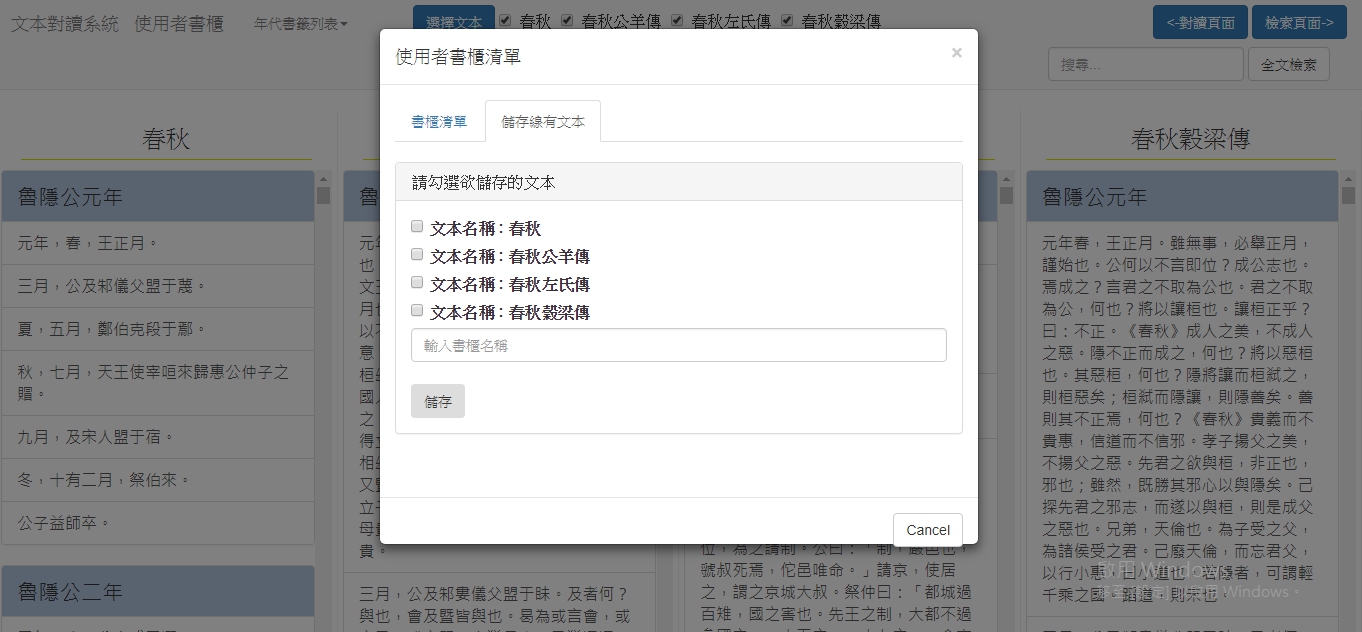 文本對讀系統 使用者書櫃 年代書籤列表
選擇文本 春秋 春秋公羊傳 春秋左氏傳 春秋穀梁傳
<-對讀頁面 檢索頁面->
搜尋... 全文檢索
使用者書櫃清單 ×
書櫃清單 儲存線有文本
請勾選欲儲存的文本
文本名稱：春秋
文本名稱：春秋公羊傳
文本名稱：春秋左氏傳
文本名稱：春秋穀梁傳
輸入書櫃名稱
儲存
Cancel
春秋
魯隱公元年
元年，春，王正月。
三月，公及邾儀父盟于蔑。
夏，五月，鄭伯克段于鄢。
秋，七月，天王使宰咺來歸惠公仲子之
賵。
九月，及宋人盟于宿。
冬，十有二月，祭伯來。
公子益師卒。
魯隱公二年
魯
元年
也
文王
月也
以不
意
桓幼
國人
之
得立
相幼
又賢
立子
母貴
貴。
三月，公及邾婁儀父盟于眛。及者何？
與也，會及暨皆與也。曷為或言會，或
位，為之請制。公曰：「制，巖邑也，
虢叔死焉，佗邑唯命。」請京，使居
之，謂之京城大叔。祭仲曰：「都城過
百雉，國之害也。先王之制，大都不過
春秋穀梁傳
魯隱公元年
元年春，王正月。雖無事，必舉正月，
謹始也。公何以不言即位？成公志也。
焉成之？言君之不取為公也。君之不取
為公，何也？將以讓桓也。讓桓正乎？
曰：不正。《春秋》成人之美，不成人
之惡。隱不正而成之，何也？將以惡桓
也。其惡桓，何也？隱將讓而桓弒之，
則桓惡矣；桓弒而隱讓，則隱善矣。善
則其不正焉，何也？《春秋》貴義而不
貴惠，信道而不信邪。孝子揚父之美，
不揚父之惡。先君之欲與桓，非正也，
邪也；雖然，既勝其邪心以與隱矣。己
探先君之邪志，而遂以與桓，則是成父
之惡也。兄弟，天倫也。為子受之父，
為諸侯受之君。己廢天倫，而忘君父，
以行小惠，曰小道也。若隱者，可謂輕
千乘之國，蹈道，則未也。
啟用 Windows